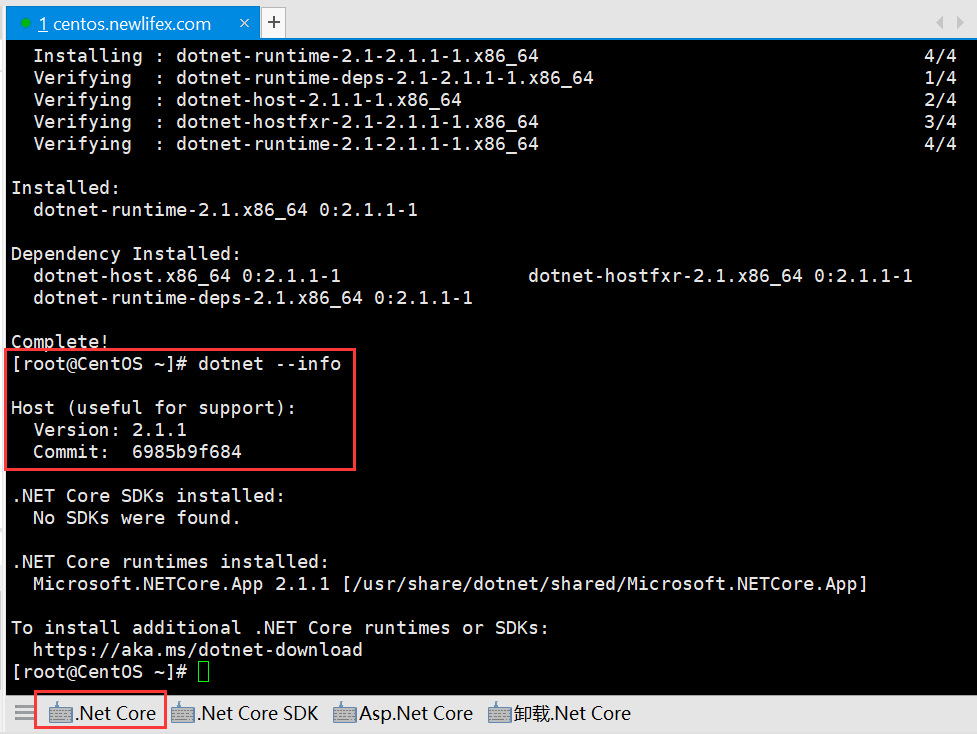 1 centos.newlifex.com × +
Installing : dotnet-runtime-2.1-2.1.1-1.x86_64 4/4
Verifying : dotnet-runtime-deps-2.1-2.1.1-1.x86_64 1/4
Verifying : dotnet-host-2.1.1-1.x86_64 2/4
Verifying : dotnet-hostfxr-2.1-2.1.1-1.x86_64 3/4
Verifying : dotnet-runtime-2.1-2.1.1-1.x86_64 4/4
Installed:
dotnet-runtime-2.1.x86_64 0:2.1.1-1
Dependency Installed:
dotnet-host.x86_64 0:2.1.1-1 dotnet-hostfxr-2.1.x86_64 0:2.1.1-1
dotnet-runtime-deps-2.1.x86_64 0:2.1.1-1
Complete!
[root@CentOS ~]# dotnet --info
Host (useful for support):
Version: 2.1.1
Commit: 6985b9f684
.NET Core SDKs installed:
No SDKs were found.
.NET Core runtimes installed:
Microsoft.NETCore.App 2.1.1 [/usr/share/dotnet/shared/Microsoft.NETCore.App]
To install additional .NET Core runtimes or SDKs:
https://aka.ms/dotnet-download
[root@CentOS ~]#
.Net Core .Net Core SDK Asp.Net Core 卸载.Net Core